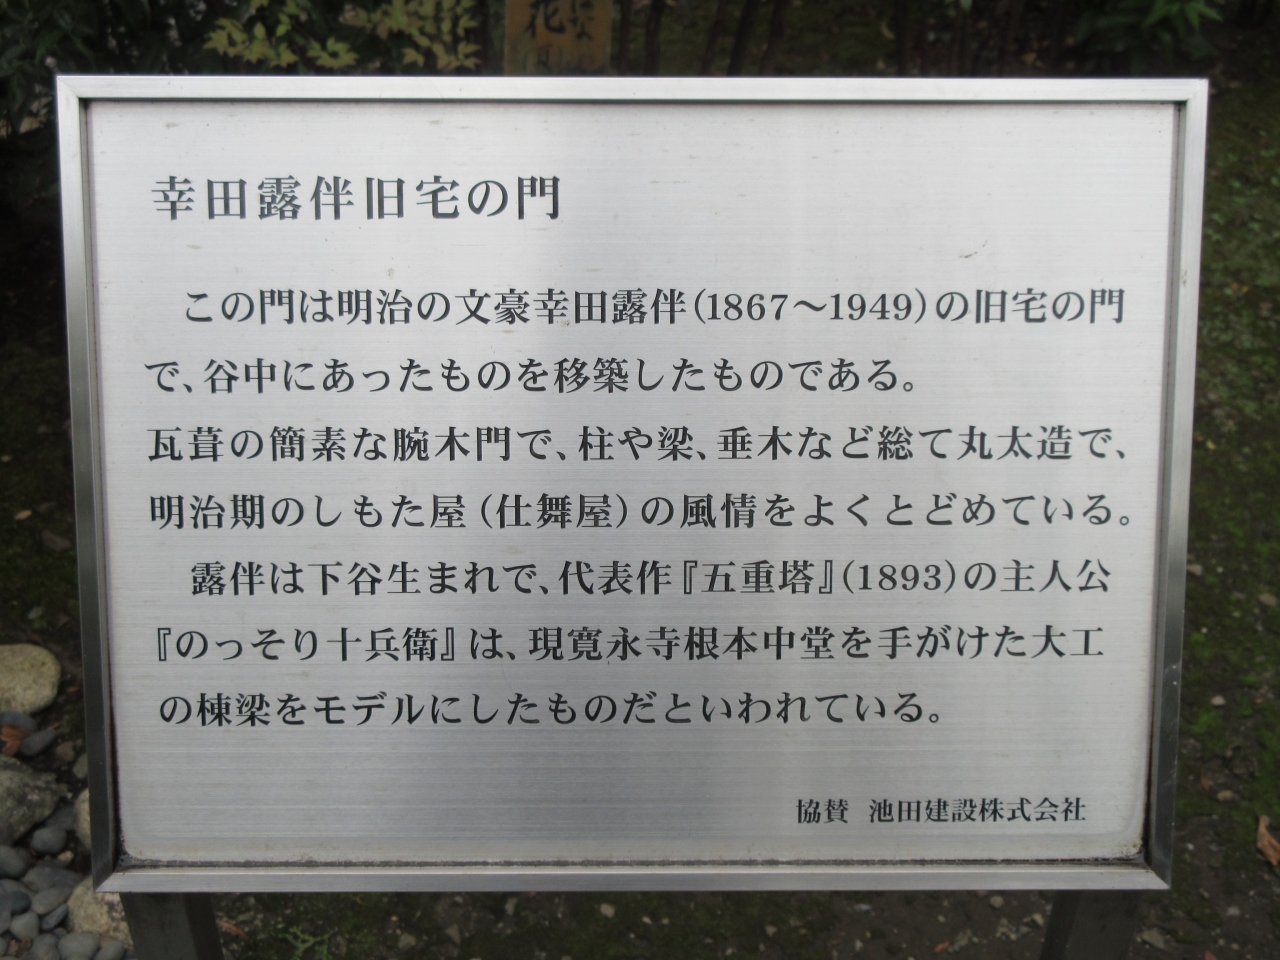 花
幸田露伴旧宅の門
この門は明治の文豪幸田露伴(1867～1949)の旧宅の門
で、谷中にあったものを移築したものである。
瓦葺の簡素な腕木門で、柱や梁、垂木など総て丸太造で、
明治期のしもた屋(仕舞屋)の風情をよくとどめている。
露伴は下谷生まれで、代表作『五重塔』(1893)の主人公
『のっそり十兵衛』は、現寛永寺根本中堂を手がけた大工
の棟梁をモデルにしたものだといわれている。
協賛 池田建設株式会社